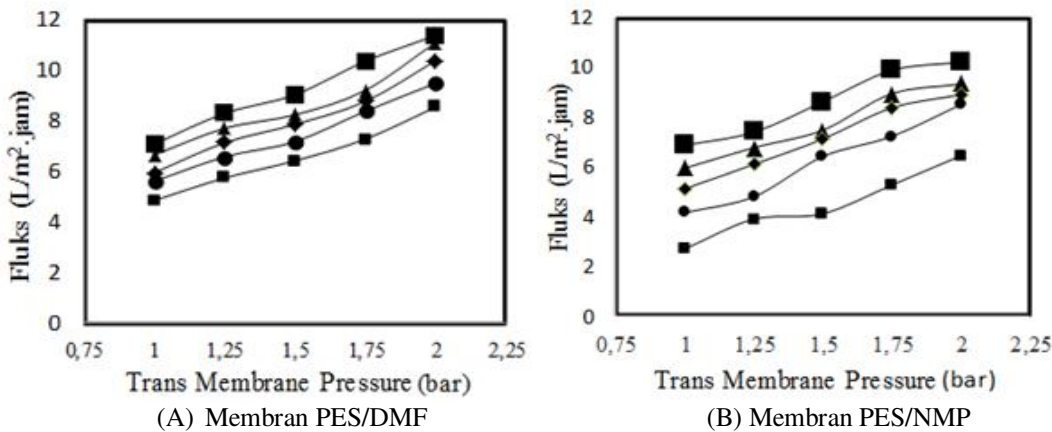 Fluks (L/m².jam)
12
10
8
6
4
2
0
0,75 1 1,25 1,5 1,75 2 2,25
Trans Membrane Pressure (bar)
(A) Membran PES/DMF
Fluks (L/m².jam)
12
10
8
6
4
2
0
0,75 1 1,25 1,5 1,75 2 2,25
Trans Membrane Pressure (bar)
(B) Membran PES/NMP